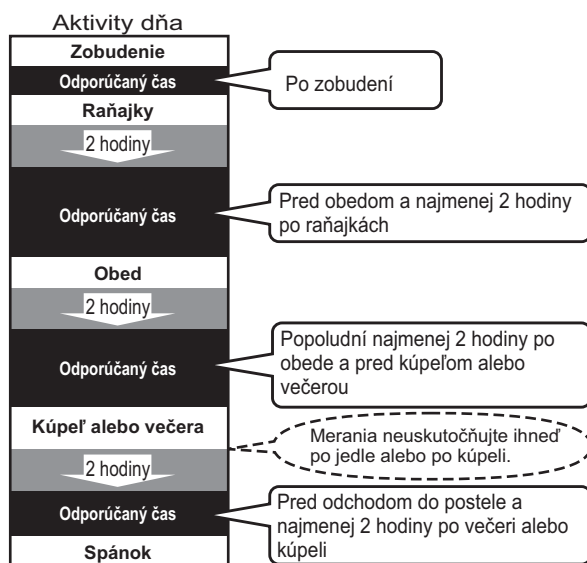 Aktivity dňa
Zobudenie
Odporúčaný čas
Po zobudení
Raňajky
2 hodiny
Odporúčaný čas
Pred obedom a najmenej 2 hodiny
po raňajkách
Obed
2 hodiny
Odporúčaný čas
Popoludní najmenej 2 hodiny po
obede a pred kúpeľom alebo
večerou
Kúpeľ alebo večera
Merania neuskutočňujte ihneď
po jedle alebo po kúpeli.
2 hodiny
Odporúčaný čas
Pred odchodom do postele a
najmenej 2 hodiny po večeri alebo
kúpeli
Spánok